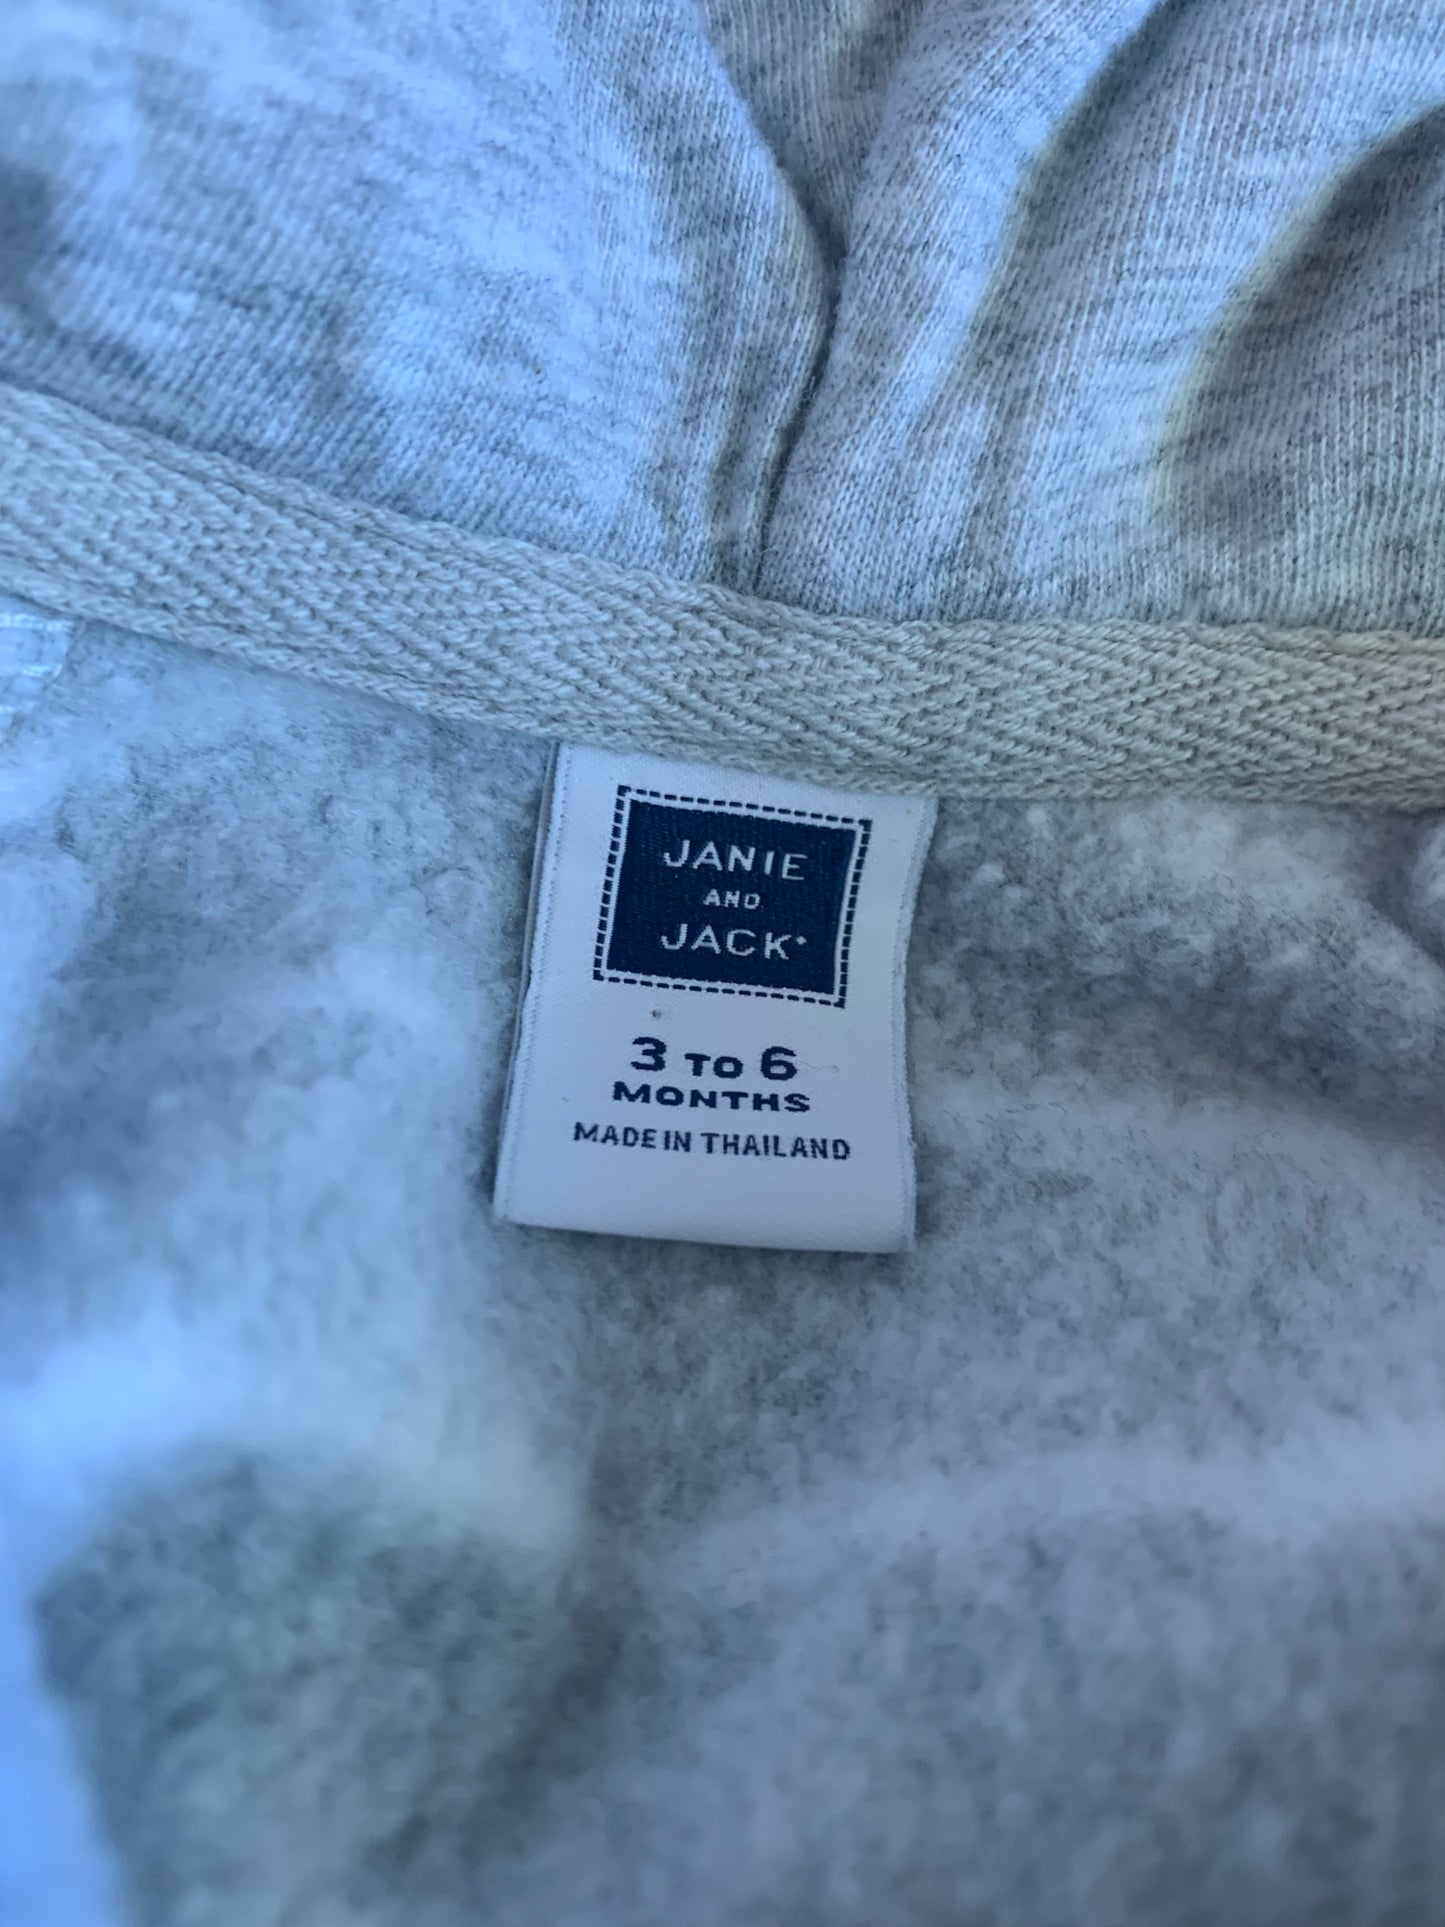 JANIE
AND
JACK
3 TO 6
MONTHS
MADE IN THAILAND